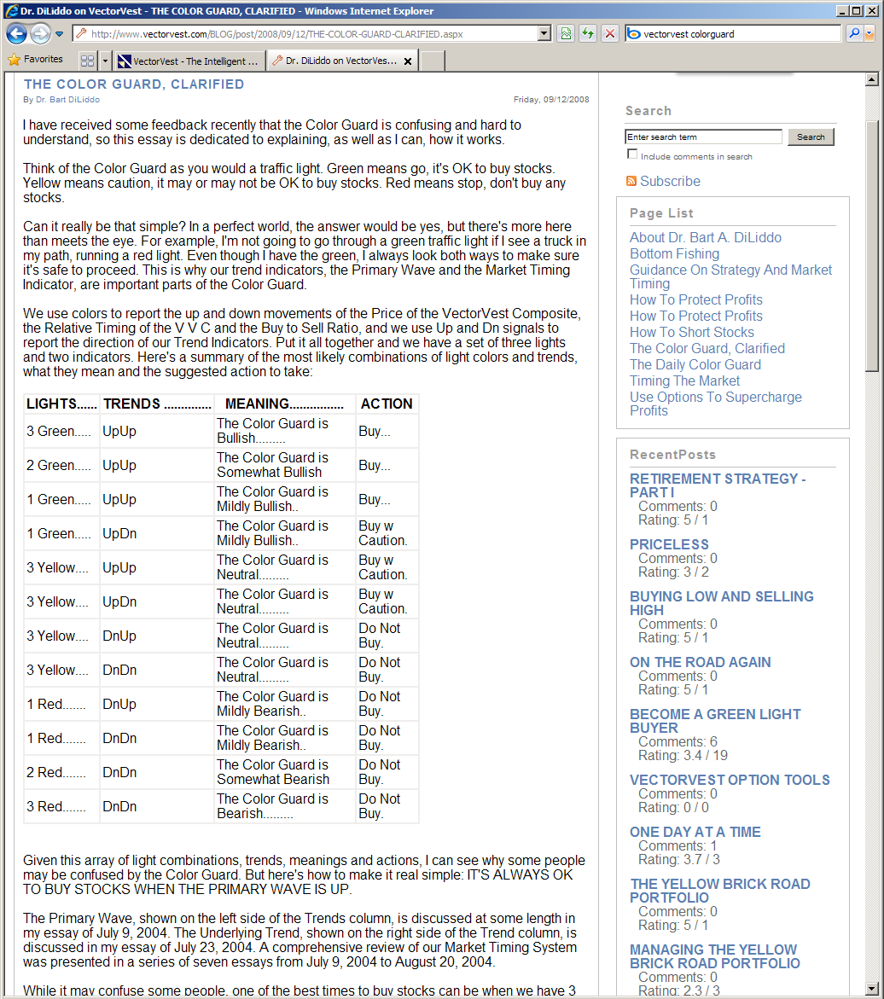 Dr. DiLiddo on VectorVest - THE COLOR GUARD, CLARIFIED - Windows Internet Explorer
http://www.vectorvest.com/BLOG/post/2008/09/12/THE-COLOR-GUARD-CLARIFIED.aspx
vectorvest colorguard
Favorites
VectorVest - The Intelligent ...
Dr. DiLiddo on VectorVes...
THE COLOR GUARD, CLARIFIED
By Dr. Bart DiLiddo
Friday, 09/12/2008
I have received some feedback recently that the Color Guard is confusing and hard to
understand, so this essay is dedicated to explaining, as well as I can, how it works.
Think of the Color Guard as you would a traffic light. Green means go, it's OK to buy stocks.
Yellow means caution, it may or may not be OK to buy stocks. Red means stop, don't buy any
stocks.
Can it really be that simple? In a perfect world, the answer would be yes, but there's more here
than meets the eye. For example, I'm not going to go through a green traffic light if I see a truck in
my path, running a red light. Even though I have the green, I always look both ways to make sure
it's safe to proceed. This is why our trend indicators, the Primary Wave and the Market Timing
Indicator, are important parts of the Color Guard.
We use colors to report the up and down movements of the Price of the VectorVest Composite,
the Relative Timing of the V V C and the Buy to Sell Ratio, and we use Up and Dn signals to
report the direction of our Trend Indicators. Put it all together and we have a set of three lights
and two indicators. Here's a summary of the most likely combinations of light colors and trends,
what they mean and the suggested action to take:
LIGHTS...... TRENDS .............. MEANING................ ACTION
3 Green..... UpUp The Color Guard is Bullish......... Buy...
2 Green..... UpUp The Color Guard is Somewhat Bullish Buy...
1 Green..... UpUp The Color Guard is Mildly Bullish.. Buy...
1 Green..... UpDn The Color Guard is Mildly Bullish.. Buy w Caution.
3 Yellow.... UpUp The Color Guard is Neutral......... Buy w Caution.
3 Yellow.... UpDn The Color Guard is Neutral......... Buy w Caution.
3 Yellow.... DnUp The Color Guard is Neutral......... Do Not Buy.
3 Yellow.... DnDn The Color Guard is Neutral......... Do Not Buy.
1 Red....... DnUp The Color Guard is Mildly Bearish.. Do Not Buy.
1 Red....... DnDn The Color Guard is Mildly Bearish.. Do Not Buy.
2 Red....... DnDn The Color Guard is Somewhat Bearish Do Not Buy.
3 Red....... DnDn The Color Guard is Bearish......... Do Not Buy.
Given this array of light combinations, trends, meanings and actions, I can see why some people
may be confused by the Color Guard. But here's how to make it real simple: IT'S ALWAYS OK
TO BUY STOCKS WHEN THE PRIMARY WAVE IS UP.
The Primary Wave, shown on the left side of the Trends column, is discussed at some length in
my essay of July 9, 2004. The Underlying Trend, shown on the right side of the Trend column, is
discussed in my essay of July 23, 2004. A comprehensive review of our Market Timing System
was presented in a series of seven essays from July 9, 2004 to August 20, 2004.
While it may confuse some people, one of the best times to buy stocks can be when we have 3
Search
Enter search term
Search
Include comments in search
Subscribe
Page List
About Dr. Bart A. DiLiddo
Bottom Fishing
Guidance On Strategy And Market
Timing
How To Protect Profits
How To Protect Profits
How To Short Stocks
The Color Guard, Clarified
The Daily Color Guard
Timing The Market
Use Options To Supercharge
Profits
RecentPosts
RETIREMENT STRATEGY -
PART I
Comments: 0
Rating: 5 / 1
PRICELESS
Comments: 0
Rating: 3 / 2
BUYING LOW AND SELLING
HIGH
Comments: 0
Rating: 5 / 1
ON THE ROAD AGAIN
Comments: 0
Rating: 5 / 1
BECOME A GREEN LIGHT
BUYER
Comments: 6
Rating: 3.4 / 19
VECTORVEST OPTION TOOLS
Comments: 0
Rating: 0 / 0
ONE DAY AT A TIME
Comments: 1
Rating: 3.7 / 3
THE YELLOW BRICK ROAD
PORTFOLIO
Comments: 0
Rating: 5 / 1
MANAGING THE YELLOW
BRICK ROAD PORTFOLIO
Comments: 0
Rating: 2.3 / 3